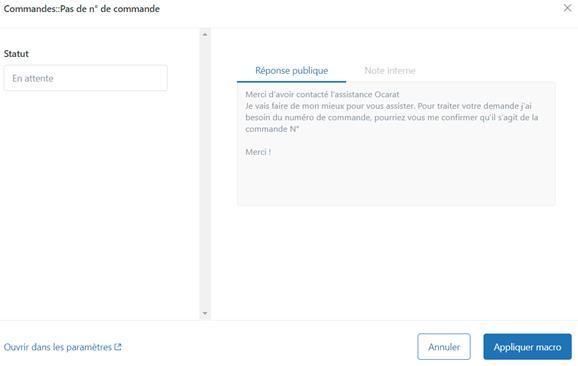 Commandes::Pas de n° de commande
Statut
En attente
Réponse publique
Note interne
Merci d'avoir contacté l'assistance Ocarat
Je vais faire de mon mieux pour vous assister. Pour traiter votre demande j'ai
besoin du numéro de commande, pourriez vous me confirmer qu'il s'agit de la
commande N°
Merci !
Ouvrir dans les paramètres
Annuler
Appliquer macro